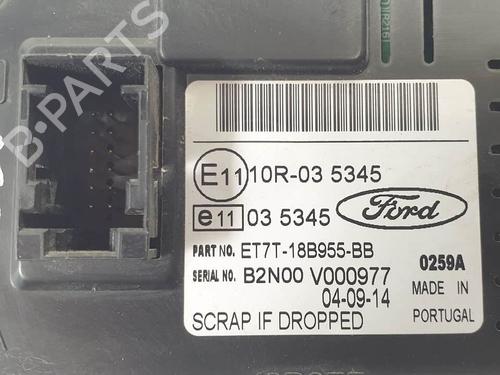 B-PARTS
E11 10R-03 5345
e11 03 5345
Ford
PART NO. ET7T-18B955-BB
0259A
SERIAL NO. B2N00 V000977
04-09-14
MADE IN
PORTUGAL
SCRAP IF DROPPED